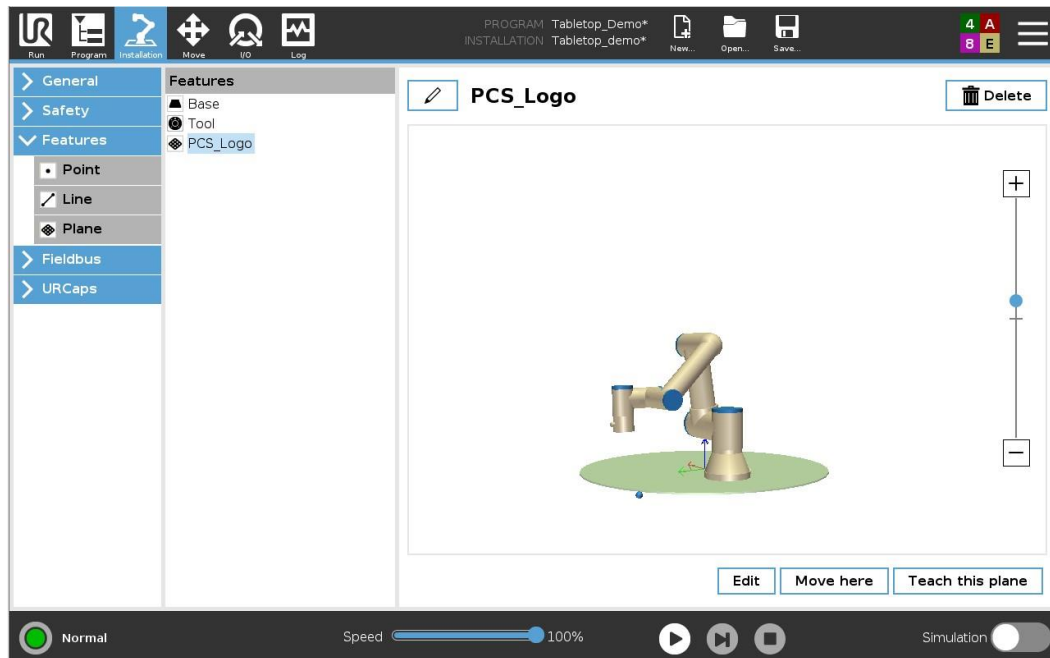 UR
PROGRAM Tabletop_Demo*
INSTALLATION Tabletop_demo*
4 A
8 E
Run Program Installation Move I/O Log New... Open... Save...
General
Safety
Features
Point
Line
Plane
Fieldbus
URCaps
Features
Base
Tool
PCS_Logo
PCS_Logo
Delete
+
−
Edit Move here Teach this plane
Normal Speed 100% Simulation